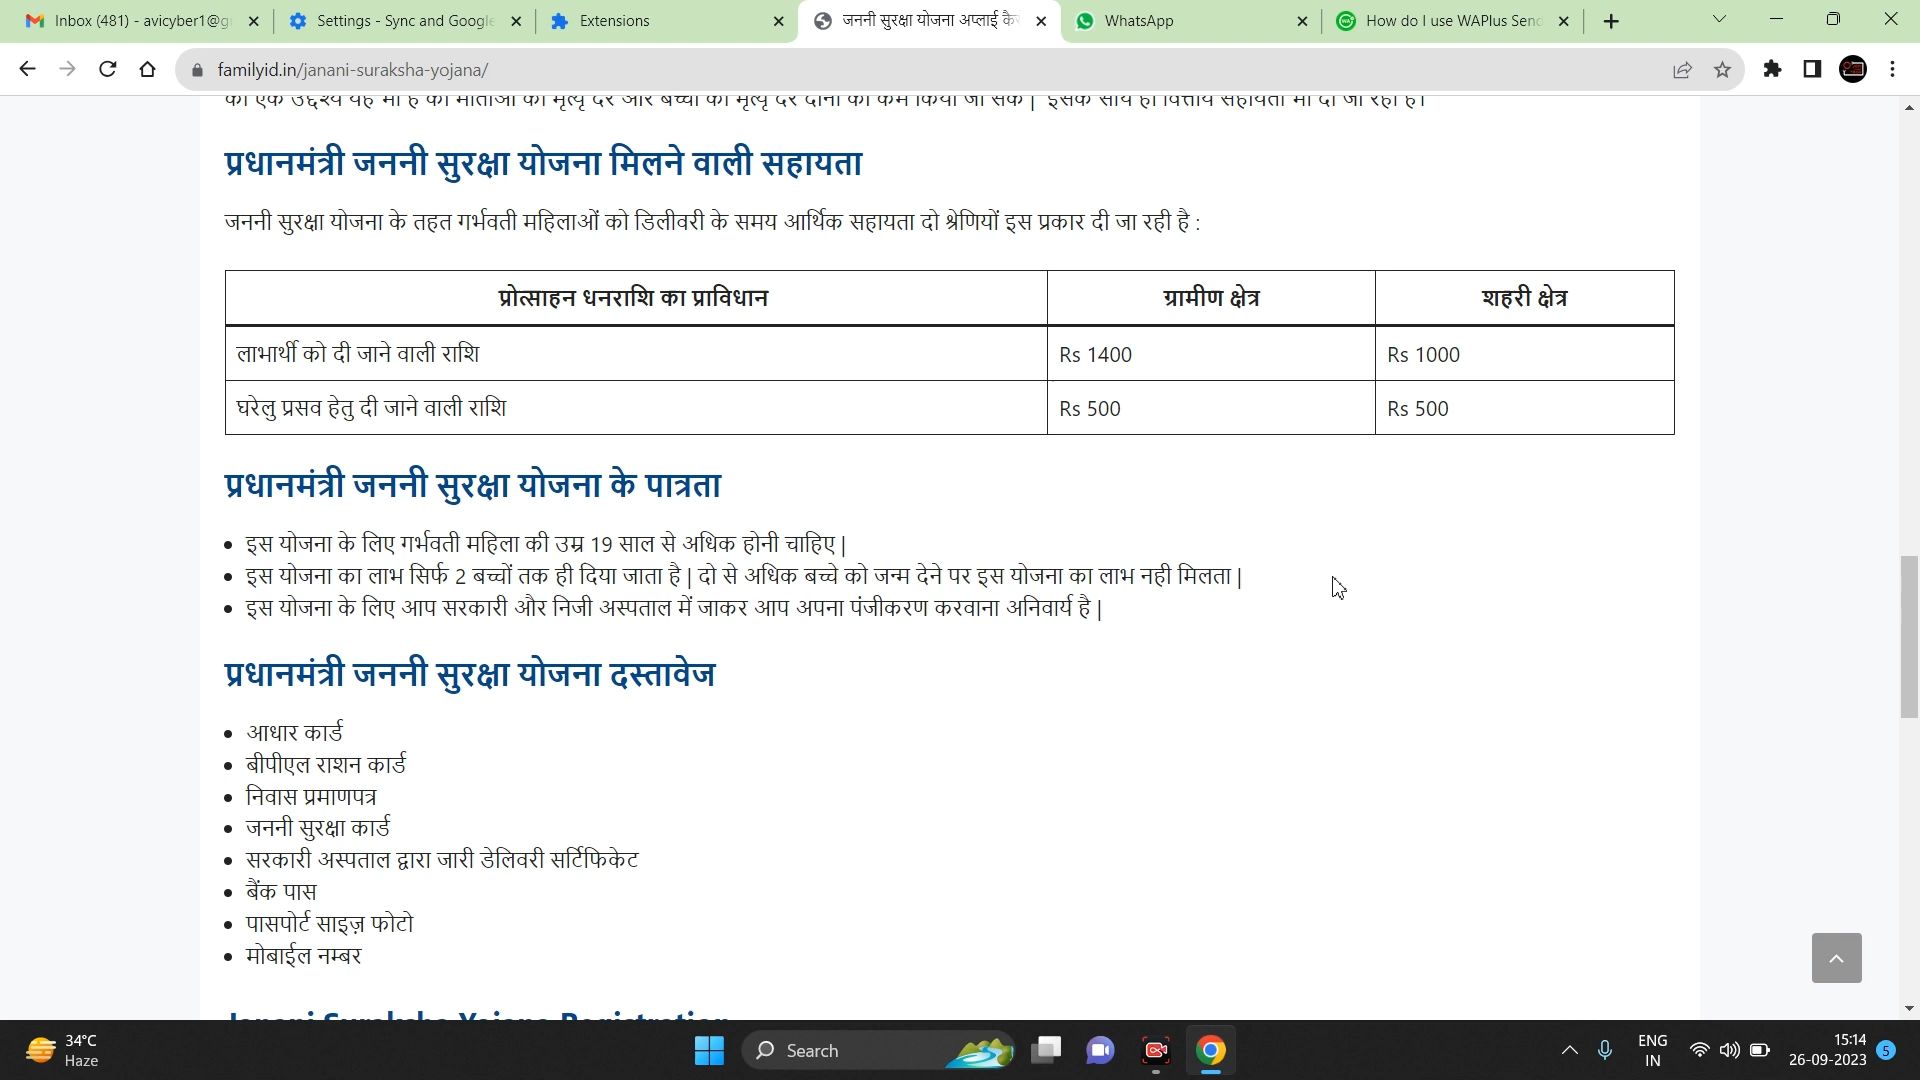 Inbox (481) - avicyber1@g
Settings - Sync and Google
Extensions
जननी सुरक्षा योजना अप्लाई कै
WhatsApp
How do I use WAPlus Send
familyid.in/janani-suraksha-yojana/
प्रधानमंत्री जननी सुरक्षा योजना मिलने वाली सहायता
जननी सुरक्षा योजना के तहत गर्भवती महिलाओं को डिलीवरी के समय आर्थिक सहायता दो श्रेणियों इस प्रकार दी जा रही है :
प्रोत्साहन धनराशि का प्राविधान ग्रामीण क्षेत्र शहरी क्षेत्र
लाभार्थी को दी जाने वाली राशि Rs 1400 Rs 1000
घरेलु प्रसव हेतु दी जाने वाली राशि Rs 500 Rs 500
प्रधानमंत्री जननी सुरक्षा योजना के पात्रता
• इस योजना के लिए गर्भवती महिला की उम्र 19 साल से अधिक होनी चाहिए |
• इस योजना का लाभ सिर्फ 2 बच्चों तक ही दिया जाता है | दो से अधिक बच्चे को जन्म देने पर इस योजना का लाभ नही मिलता |
• इस योजना के लिए आप सरकारी और निजी अस्पताल में जाकर आप अपना पंजीकरण करवाना अनिवार्य है |
प्रधानमंत्री जननी सुरक्षा योजना दस्तावेज
• आधार कार्ड
• बीपीएल राशन कार्ड
• निवास प्रमाणपत्र
• जननी सुरक्षा कार्ड
• सरकारी अस्पताल द्वारा जारी डेलिवरी सर्टिफिकेट
• बैंक पास
• पासपोर्ट साइज़ फोटो
• मोबाईल नम्बर
Janani Suraksha Yojana Registration
34°C
Haze
Search
ENG
IN
15:14
26-09-2023
5